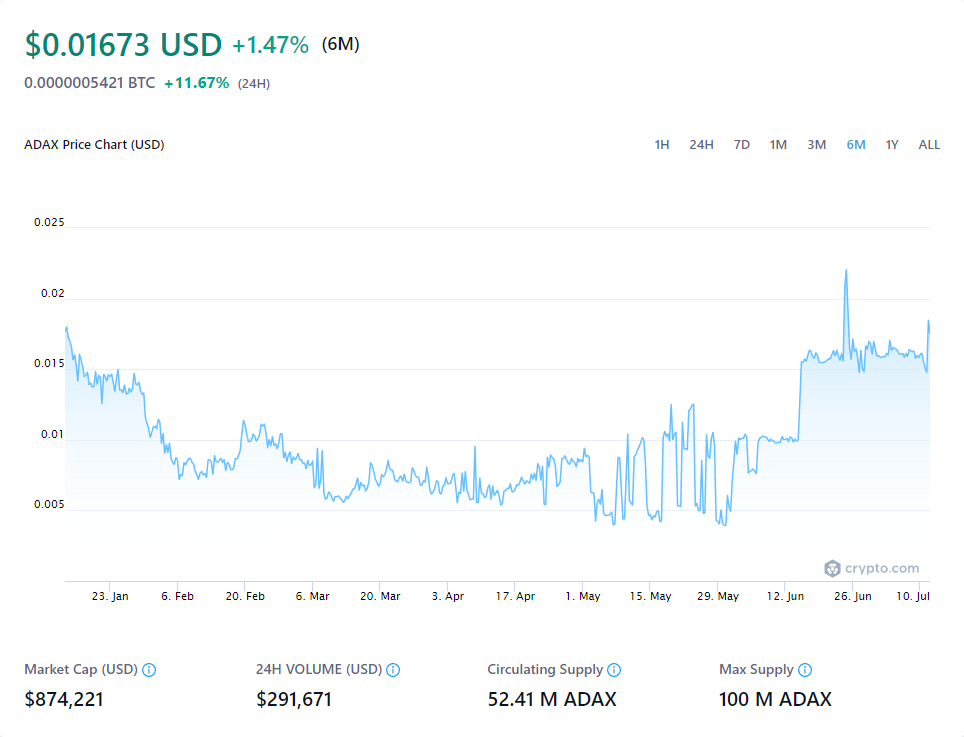 $0.01673 USD +1.47% (6M)
0.0000005421 BTC +11.67% (24H)
ADAX Price Chart (USD) 1H 24H 7D 1M 3M 6M 1Y ALL
0.025
0.02
0.015
0.01
0.005
crypto.com
23. Jan 6. Feb 20. Feb 6. Mar 20. Mar 3. Apr 17. Apr 1. May 15. May 29. May 12. Jun 26. Jun 10. Jul
Market Cap (USD) 24H VOLUME (USD) Circulating Supply Max Supply
$874,221 $291,671 52.41 M ADAX 100 M ADAX